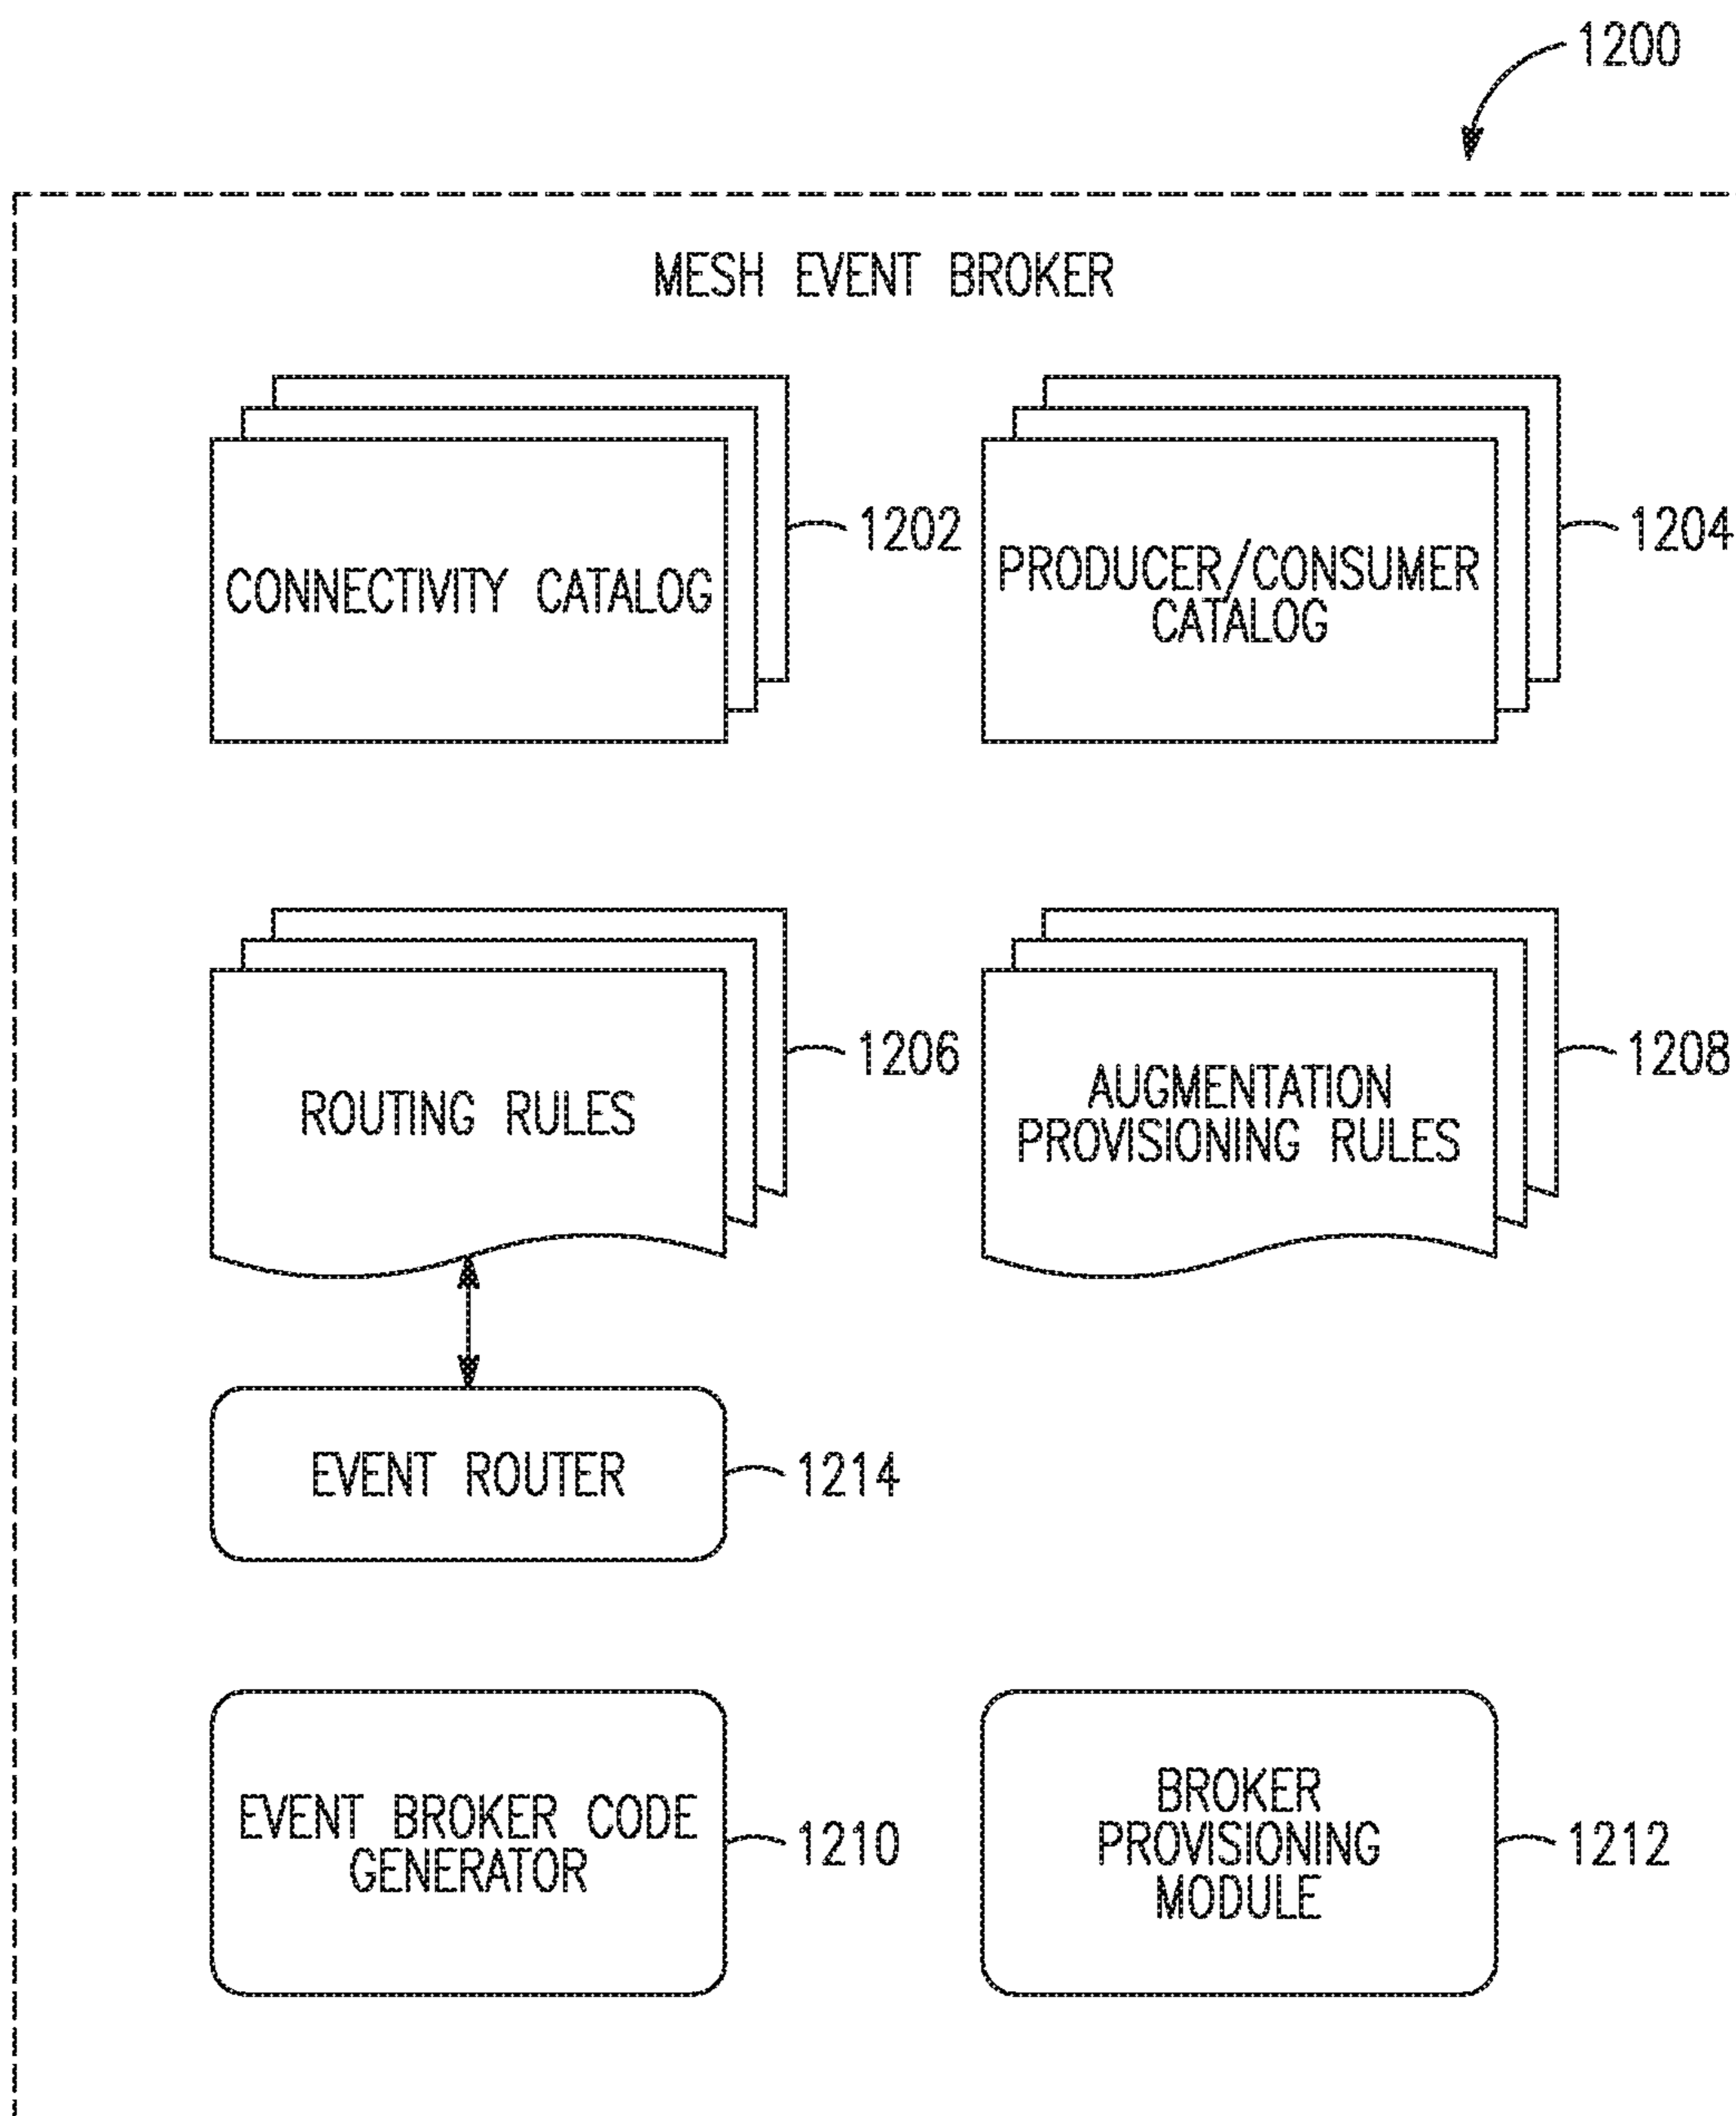 1200
MESH EVENT BROKER
CONNECTIVITY CATALOG
1202
PRODUCER/CONSUMER
CATALOG
1204
ROUTING RULES
1206
AUGMENTATION
PROVISIONING RULES
1208
EVENT ROUTER
1214
EVENT BROKER CODE
GENERATOR
1210
BROKER
PROVISIONING
MODULE
1212